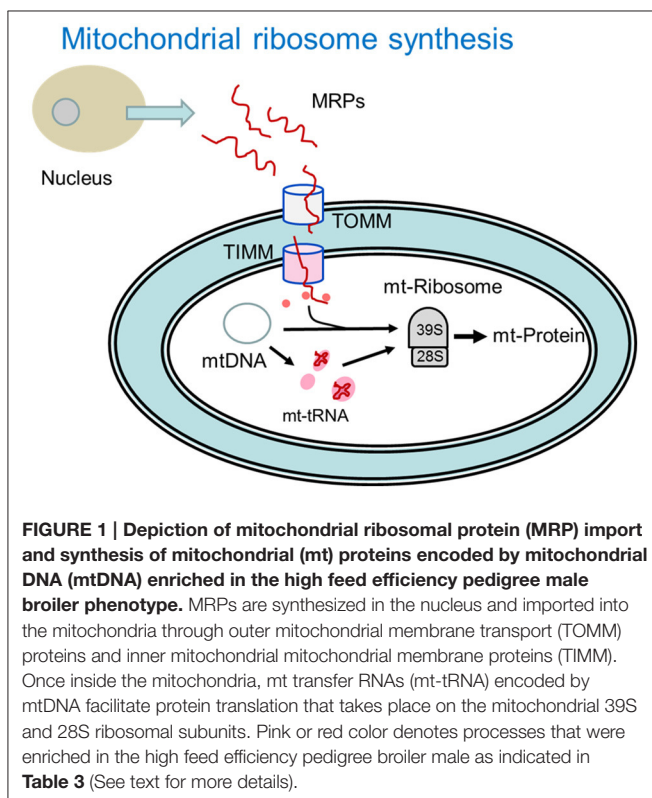 Mitochondrial ribosome synthesis
MRPs
Nucleus
TOMM
TIMM
mt-Ribosome
39S
mt-Protein
28S
mtDNA
mt-tRNA
FIGURE 1 | Depiction of mitochondrial ribosomal protein (MRP) import
and synthesis of mitochondrial (mt) proteins encoded by mitochondrial
DNA (mtDNA) enriched in the high feed efficiency pedigree male
broiler phenotype. MRPs are synthesized in the nucleus and imported into
the mitochondria through outer mitochondrial membrane transport (TOMM)
proteins and inner mitochondrial mitochondrial membrane proteins (TIMM).
Once inside the mitochondria, mt transfer RNAs (mt-tRNA) encoded by
mtDNA facilitate protein translation that takes place on the mitochondrial 39S
and 28S ribosomal subunits. Pink or red color denotes processes that were
enriched in the high feed efficiency pedigree broiler male as indicated in
Table 3 (See text for more details).